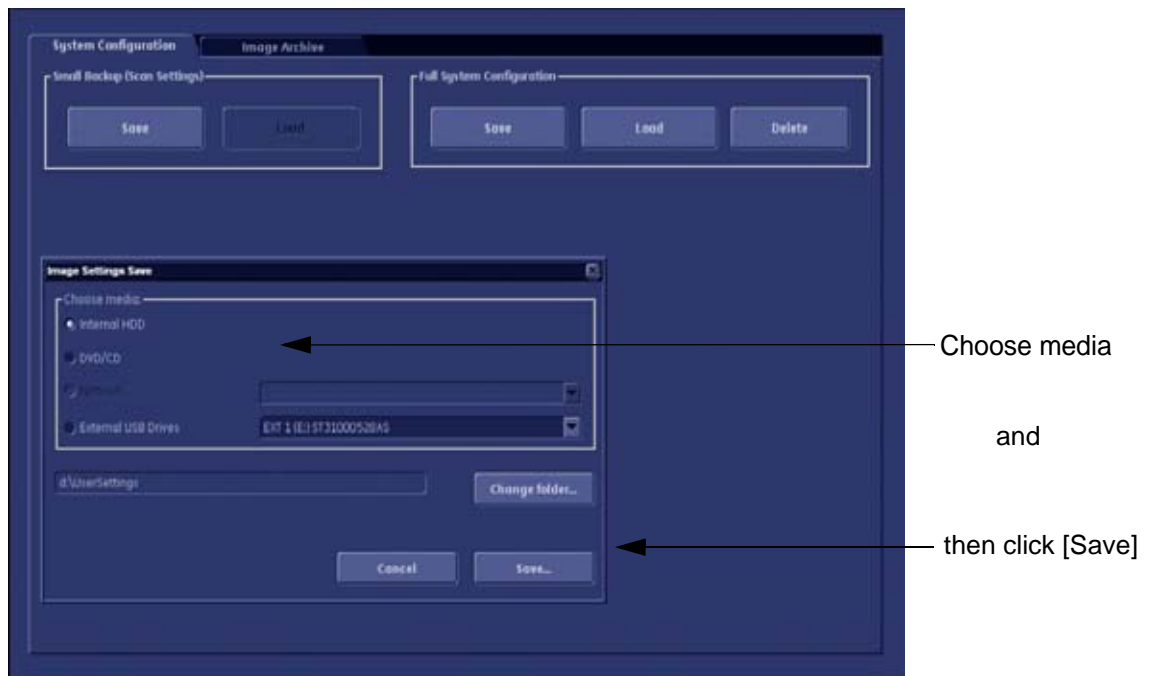 System Configuration
Image Archive
Small Backup (Scan Settings)
Full System Configuration
Save
Load
Save
Load
Delete
Image Settings Save
Choose media:
Internal HDD
DVD/CD
Network
External USB Drives
EXT 1 (E:) ST31000528AS
d:\UserSettings
Change folder...
Cancel
Save...
Choose media
and
then click [Save]